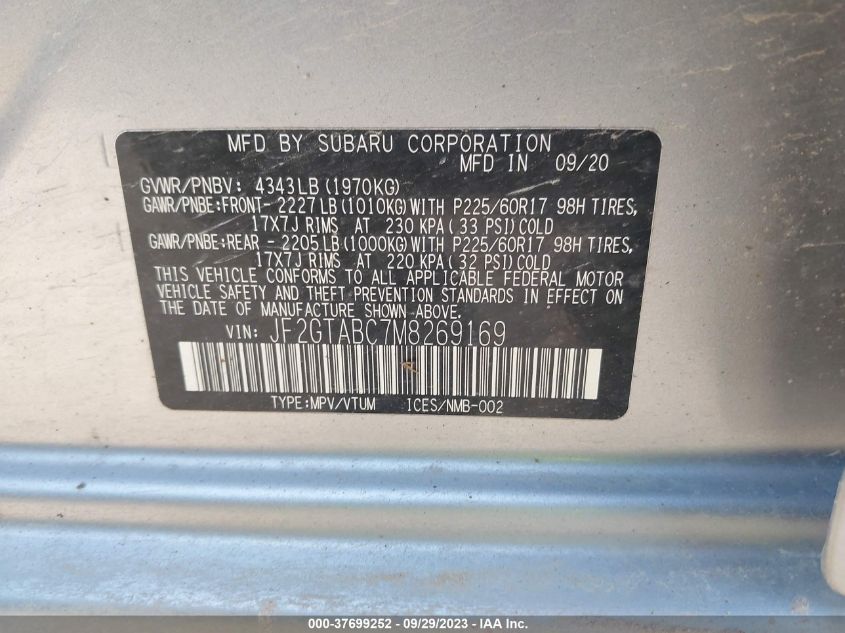 MFD BY SUBARU CORPORATION
MFD IN 09/20
GVWR/PNBV: 4343LB (1970KG)
GAWR/PNBE:FRONT- 2227LB(1010KG)WITH P225/60R17 98H TIRES,
17X7J RIMS AT 230 KPA( 33 PSI)COLD
GAWR/PNBE:REAR - 2205LB(1000KG)WITH P225/60R17 98H TIRES,
17X7J RIMS AT 220 KPA( 32 PSI)COLD
THIS VEHICLE CONFORMS TO ALL APPLICABLE FEDERAL MOTOR
VEHICLE SAFETY AND THEFT PREVENTION STANDARDS IN EFFECT ON
THE DATE OF MANUFACTURE SHOWN ABOVE.
VIN: JF2GTABC7M8269169
TYPE:MPV/VTUM ICES/NMB-002
000-37699252 - 09/29/2023 - www.iaai.com - Copyright IAA, Inc.